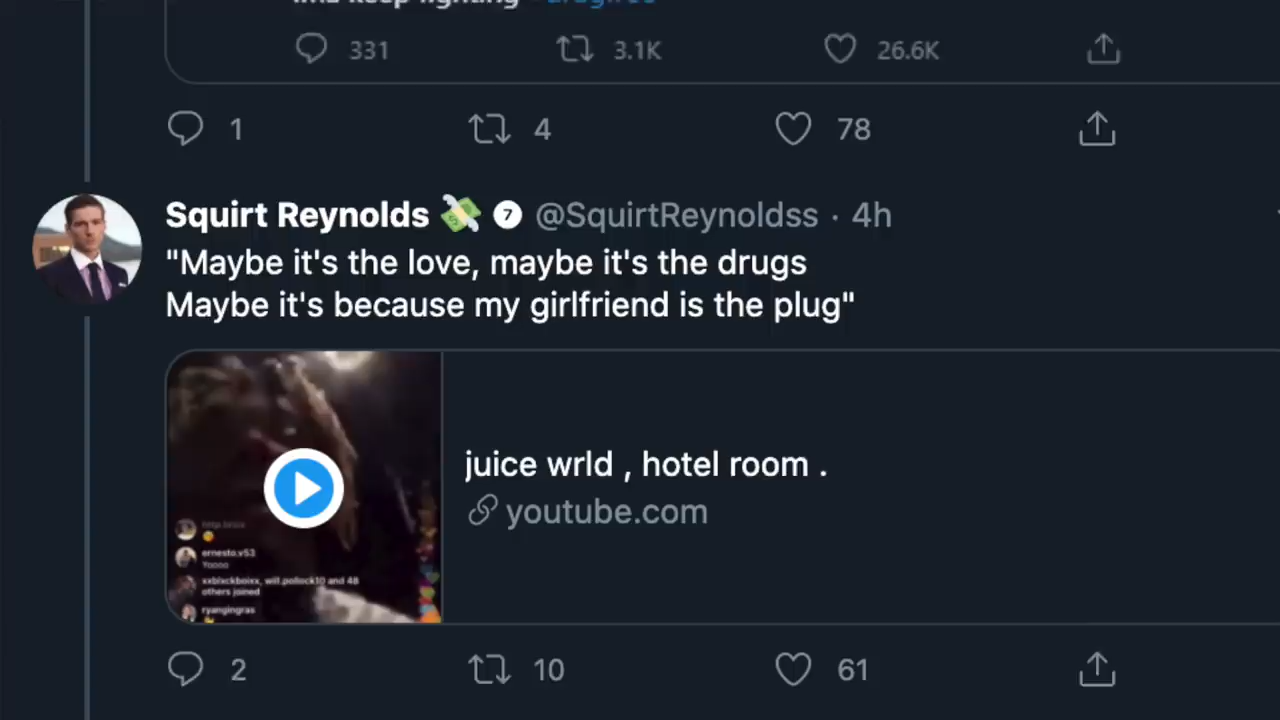 331 3.1K 26.6K
1 4 78
Squirt Reynolds 7 @SquirtReynoldss · 4h
"Maybe it's the love, maybe it's the drugs
Maybe it's because my girlfriend is the plug"
juice wrld , hotel room .
youtube.com
ernesto.v53
Yoooo
xxblxckboixx, will.pollock10 and 48
others joined
ryangingras
2 10 61